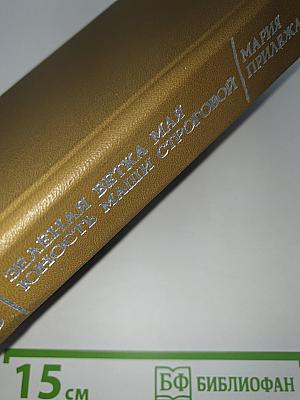 МАРИЯ
ПРИЛЕЖА
ЗЕЛЕНАЯ ВЕТКА МАЯ
ЮНОСТЬ МАШИ СТРОГОВОЙ
15 см
БФ БИБЛИОФАН